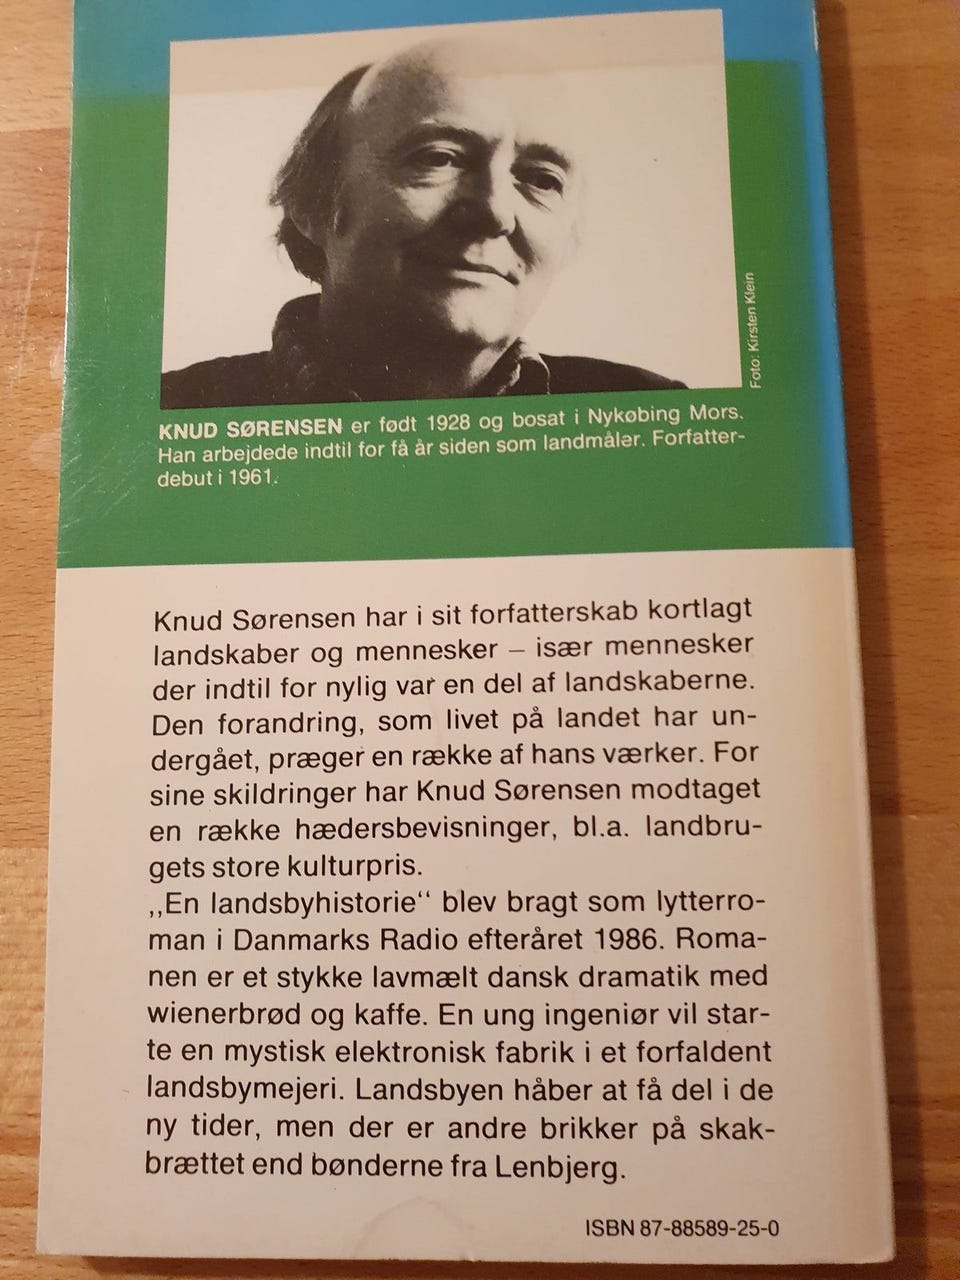 Foto: Kirsten Klein
KNUD SØRENSEN er født 1928 og bosat i Nykøbing Mors.
Han arbejdede indtil for få år siden som landmåler. Forfatter-
debut i 1961.
Knud Sørensen har i sit forfatterskab kortlagt
landskaber og mennesker – især mennesker
der indtil for nylig var en del af landskaberne.
Den forandring, som livet på landet har un-
dergået, præger en række af hans værker. For
sine skildringer har Knud Sørensen modtaget
en række hædersbevisninger, bl.a. landbru-
gets store kulturpris.
,,En landsbyhistorie‘‘ blev bragt som lytterro-
man i Danmarks Radio efteråret 1986. Roma-
nen er et stykke lavmælt dansk dramatik med
wienerbrød og kaffe. En ung ingeniør vil star-
te en mystisk elektronisk fabrik i et forfaldent
landsbymejeri. Landsbyen håber at få del i de
ny tider, men der er andre brikker på skak-
brættet end bønderne fra Lenbjerg.
ISBN 87-88589-25-0